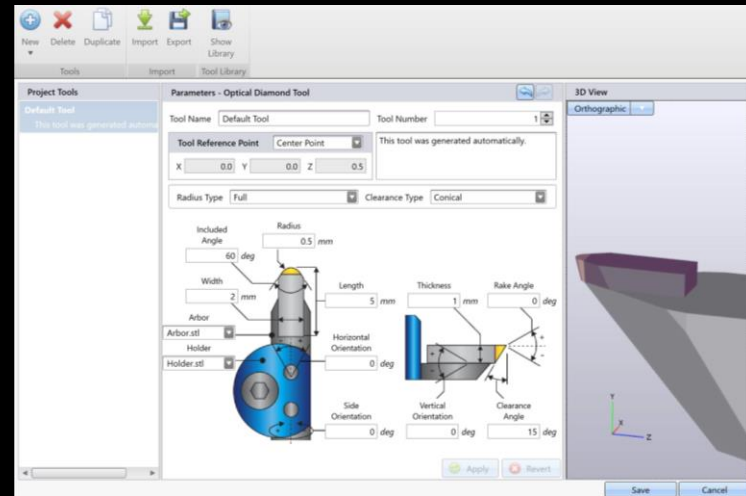 New Delete Duplicate Import Export Show
Library
Tools Import Tool Library
Project Tools
Default Tool
This tool was generated automa
Parameters - Optical Diamond Tool
Tool Name Default Tool Tool Number 1
Tool Reference Point Center Point
This tool was generated automatically.
X 0.0 Y 0.0 Z 0.5
Radius Type Full Clearance Type Conical
Included
Angle
60 deg
Radius
0.5 mm
Width
2 mm
Length
5 mm
Thickness
1 mm
Rake Angle
0 deg
Arbor
Arbor.stl
Holder
Holder.stl
Horizontal
Orientation
0 deg
Side
Orientation
0 deg
Vertical
Orientation
0 deg
Clearance
Angle
15 deg
Apply Revert
3D View
Orthographic
Y
X
Z
Save Cancel